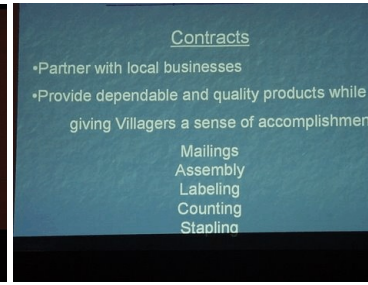 Contracts
•Partner with local businesses
•Provide dependable and quality products while
giving Villagers a sense of accomplishmen
Mailings
Assembly
Labeling
Counting
Stapling